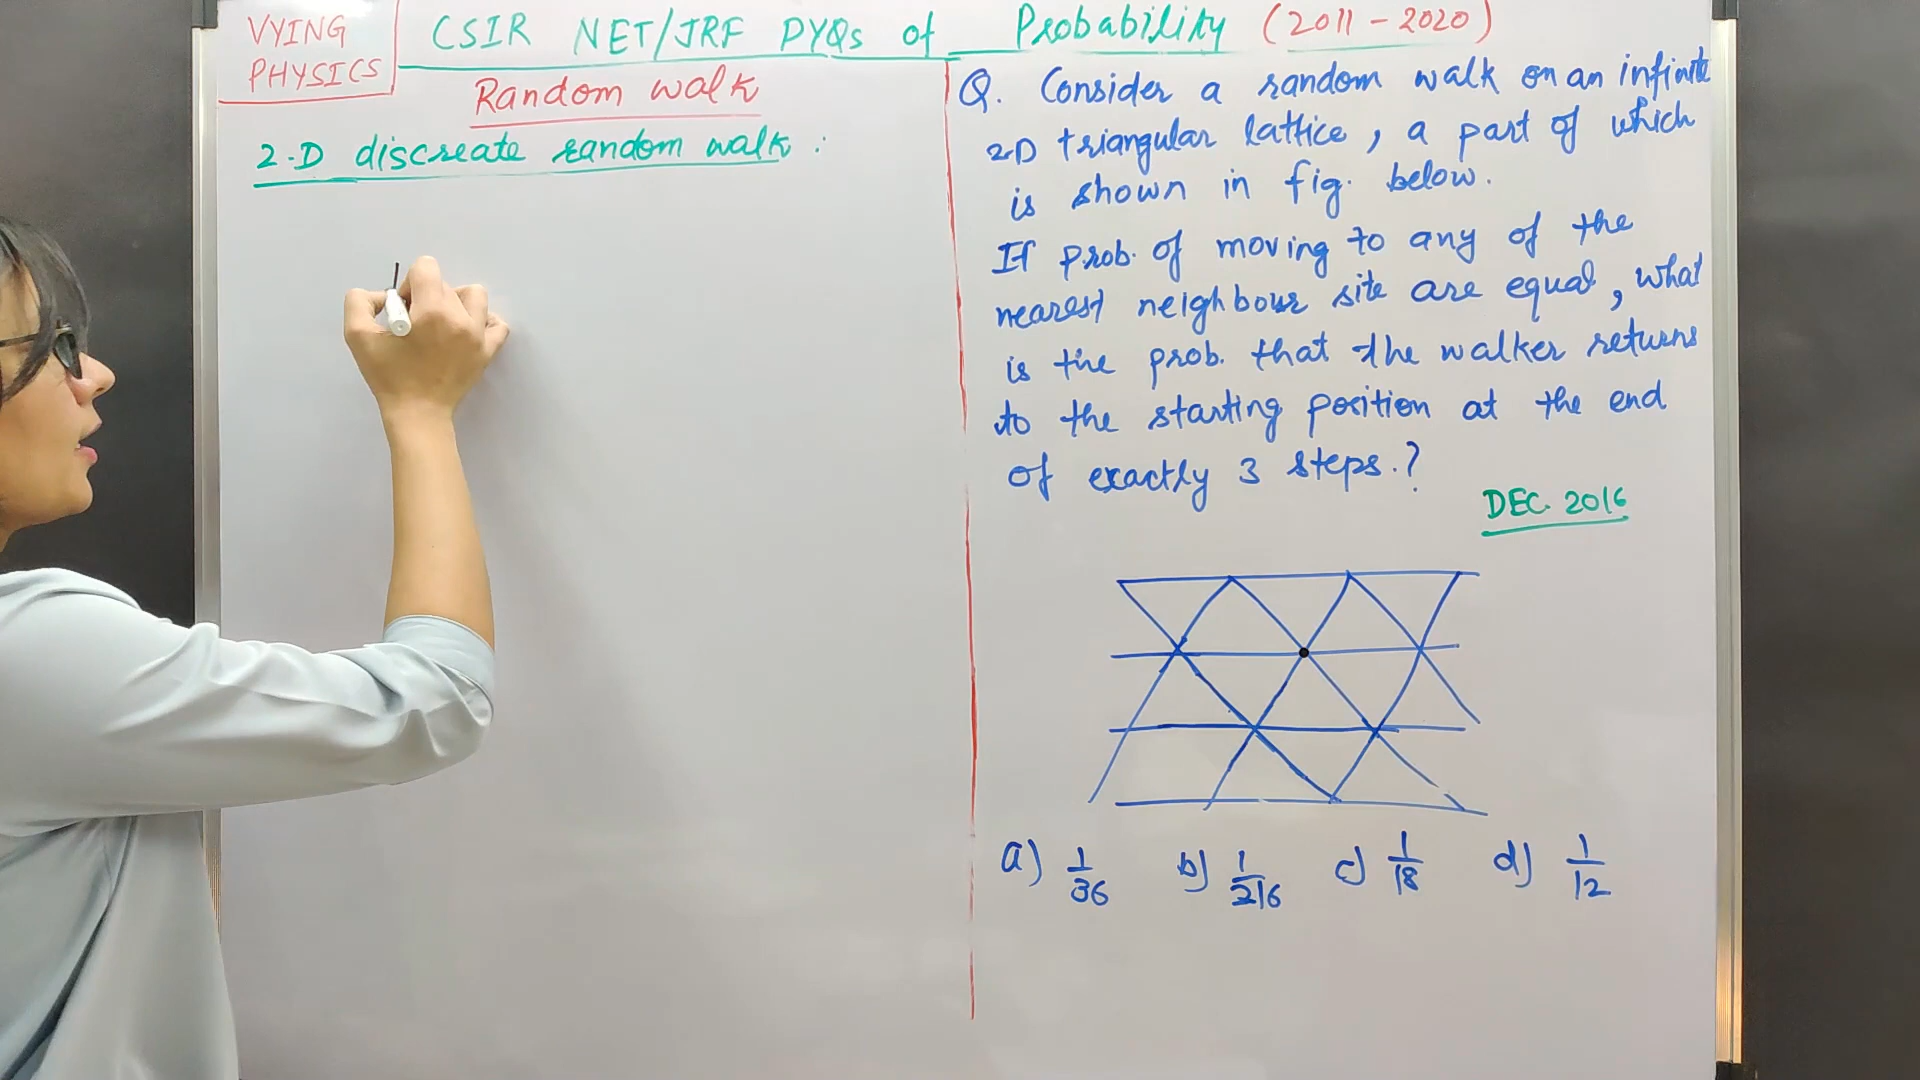 VYING
PHYSICS
CSIR NET/JRF PYQs of Probability (2011-2020)
Random walk
2-D discreate random walk :
Q. Consider a random walk on an infinite
2D triangular lattice, a part of which
is shown in fig. below.
If prob. of moving to any of the
nearest neighbour site are equal, what
is the prob. that the walker returns
to the starting position at the end
of exactly 3 steps.?
DEC. 2016
a) 1/36 b) 1/216 c) 1/18 d) 1/12